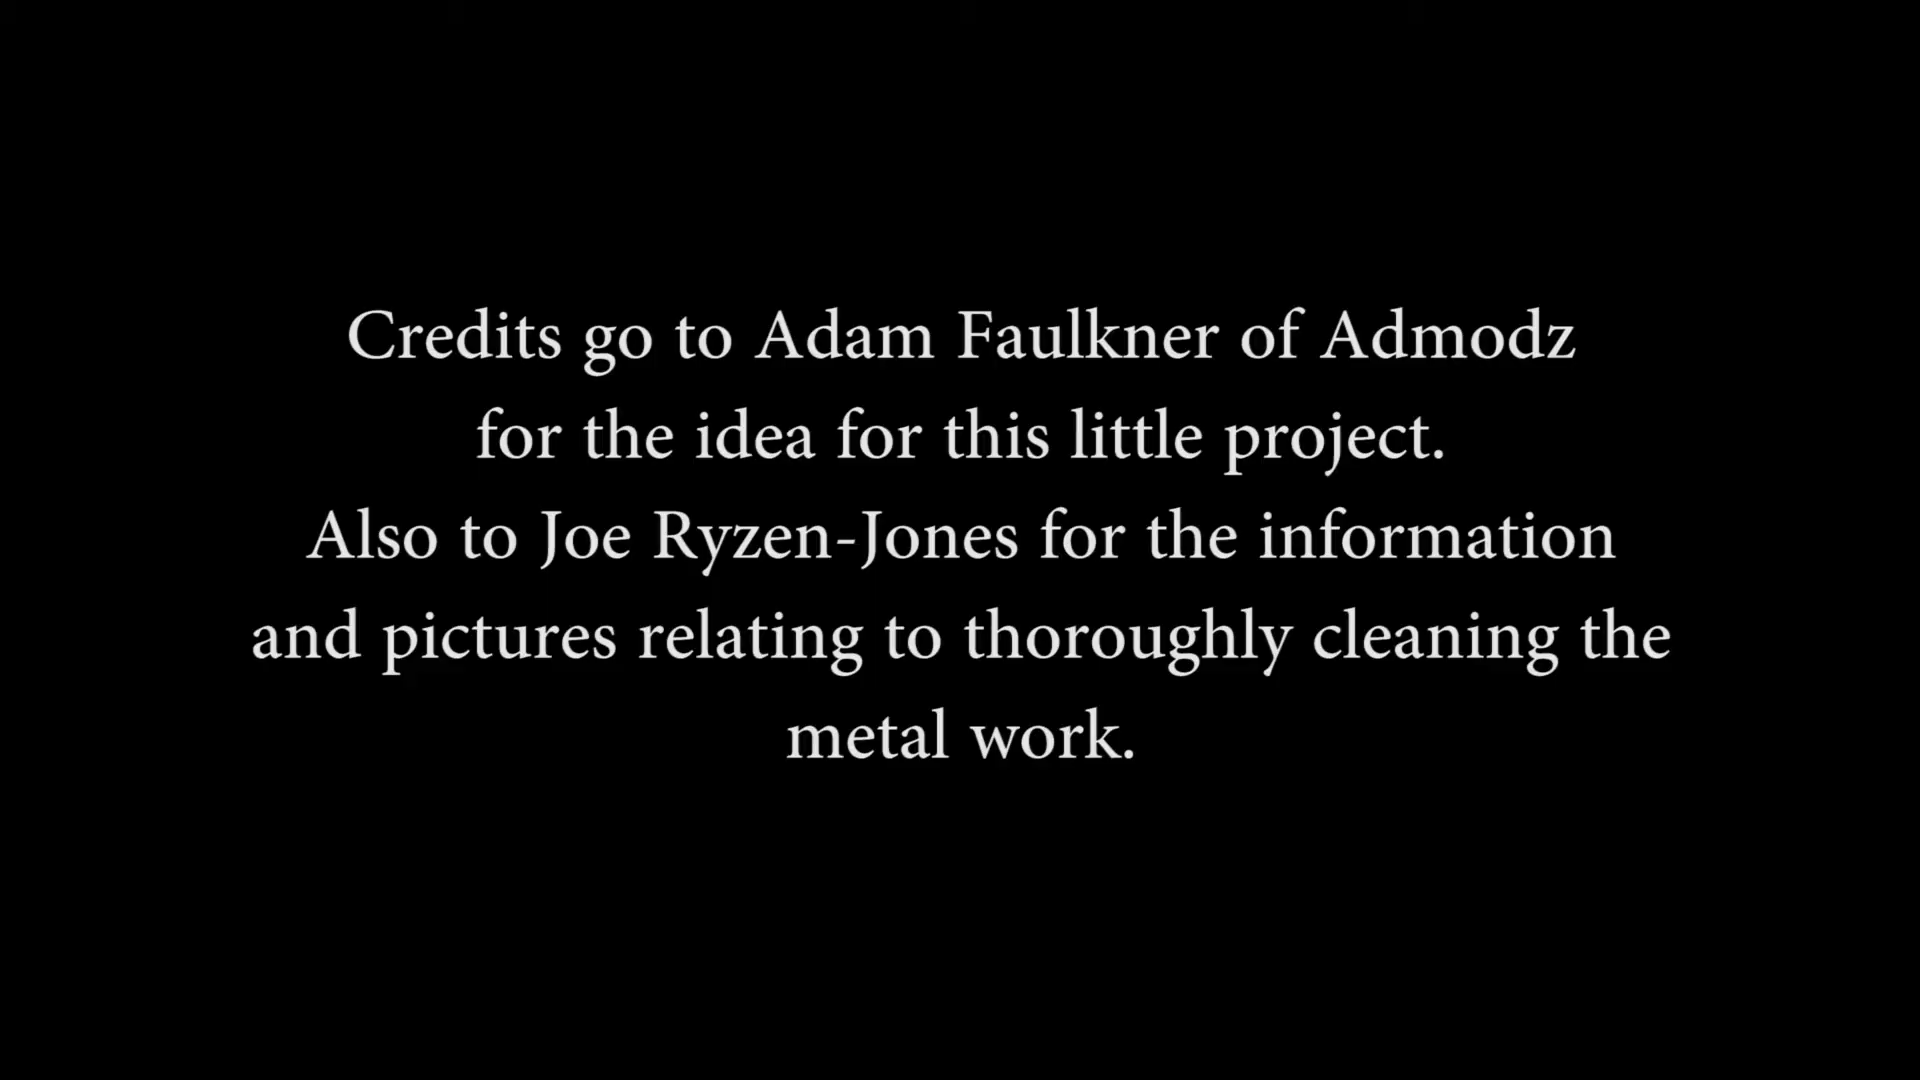 Credits go to Adam Faulkner of Admodz
for the idea for this little project.
Also to Joe Ryzen-Jones for the information
and pictures relating to thoroughly cleaning the
metal work.